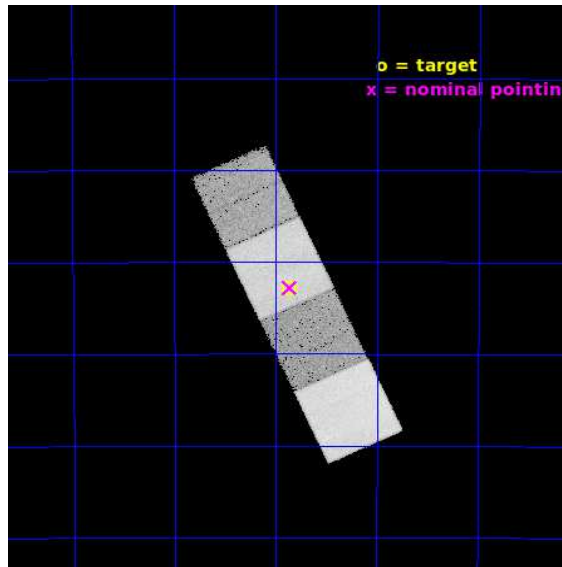 o = target
x = nominal pointin